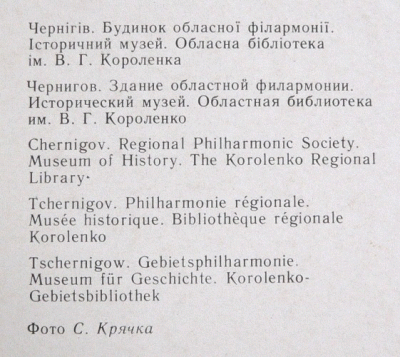 Чернігів. Будинок обласної філармонії.
Історичний музей. Обласна бібліотека
ім. В. Г. Короленка
Чернигов. Здание областной филармонии.
Исторический музей. Областная библиотека
им. В. Г. Короленко
Chernigov. Regional Philharmonic Society.
Museum of History. The Korolenko Regional
Library·
Tchernigov. Philharmonie régionale.
Musée historique. Bibliothèque régionale
Korolenko
Tschernigow. Gebietsphilharmonie.
Museum für Geschichte. Korolenko-
Gebietsbibliothek
Фото С. Крячка